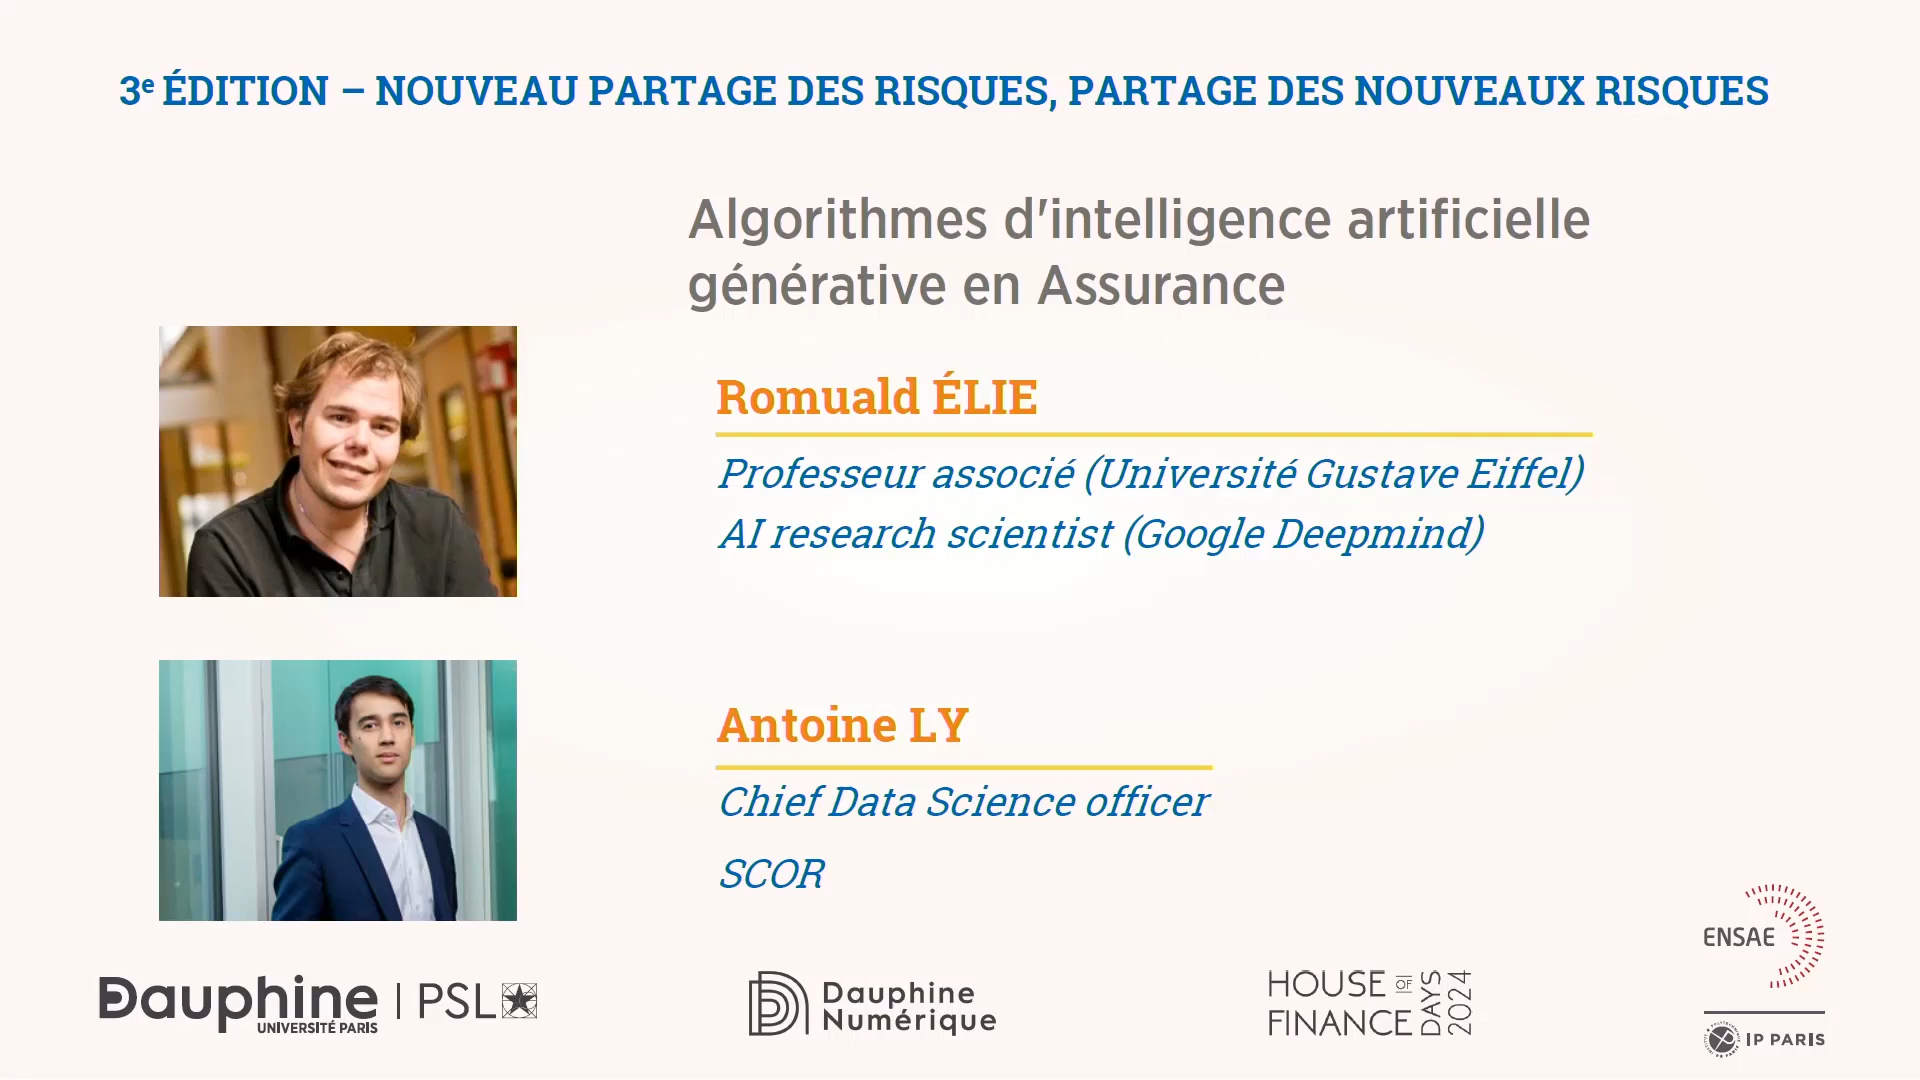 3e ÉDITION – NOUVEAU PARTAGE DES RISQUES, PARTAGE DES NOUVEAUX RISQUES
Algorithmes d'intelligence artificielle
générative en Assurance
Romuald ÉLIE
Professeur associé (Université Gustave Eiffel)
AI research scientist (Google Deepmind)
Antoine LY
Chief Data Science officer
SCOR
Dauphine | PSL
UNIVERSITÉ PARIS
Dauphine
Numérique
HOUSE OF
FINANCE
DAYS
2024
ENSAE
IP PARIS